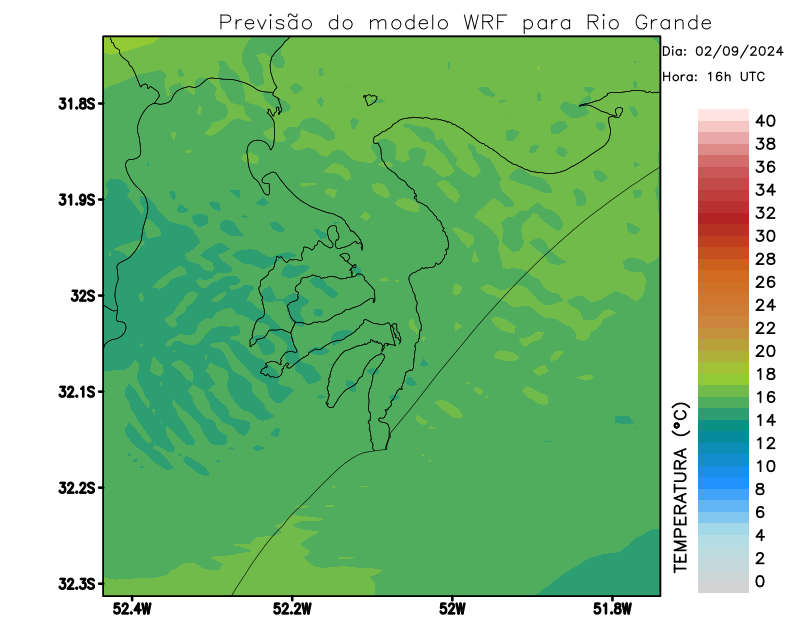 Previsão do modelo WRF para Rio Grande
Dia: 02/09/2024
Hora: 16h UTC
31.8S
31.9S
32S
32.1S
32.2S
32.3S
52.4W
52.2W
52W
51.8W
TEMPERATURA (°C)
40
38
36
34
32
30
28
26
24
22
20
18
16
14
12
10
8
6
4
2
0